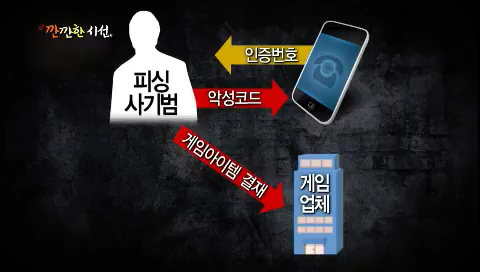 깐깐한 시선
인증번호
피싱
사기범
악성코드
게임아이템 결재
게임
업체